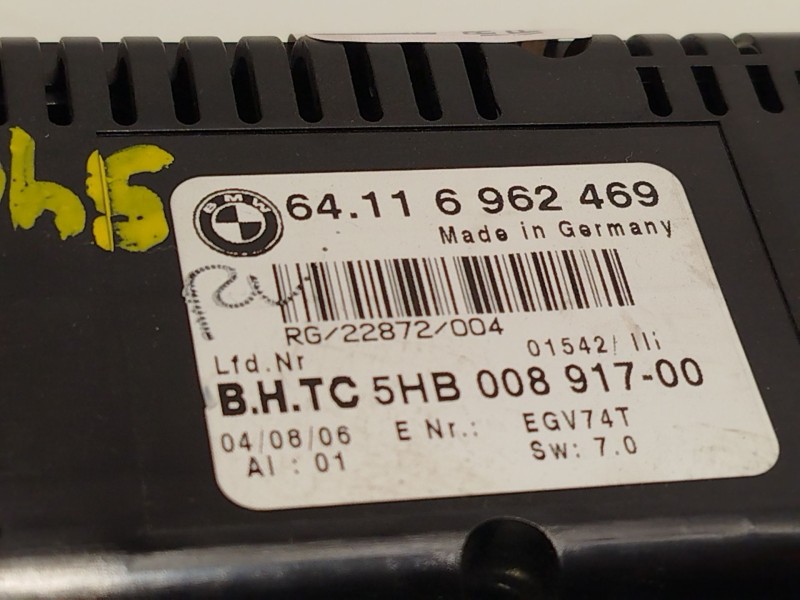 BMW
64.11 6 962 469
Made in Germany
RG/22872/004
Lfd.Nr 01542/
B.H.TC 5HB 008 917-00
04/08/06 E Nr.: EGV74T
AI : 01 Sw: 7.0